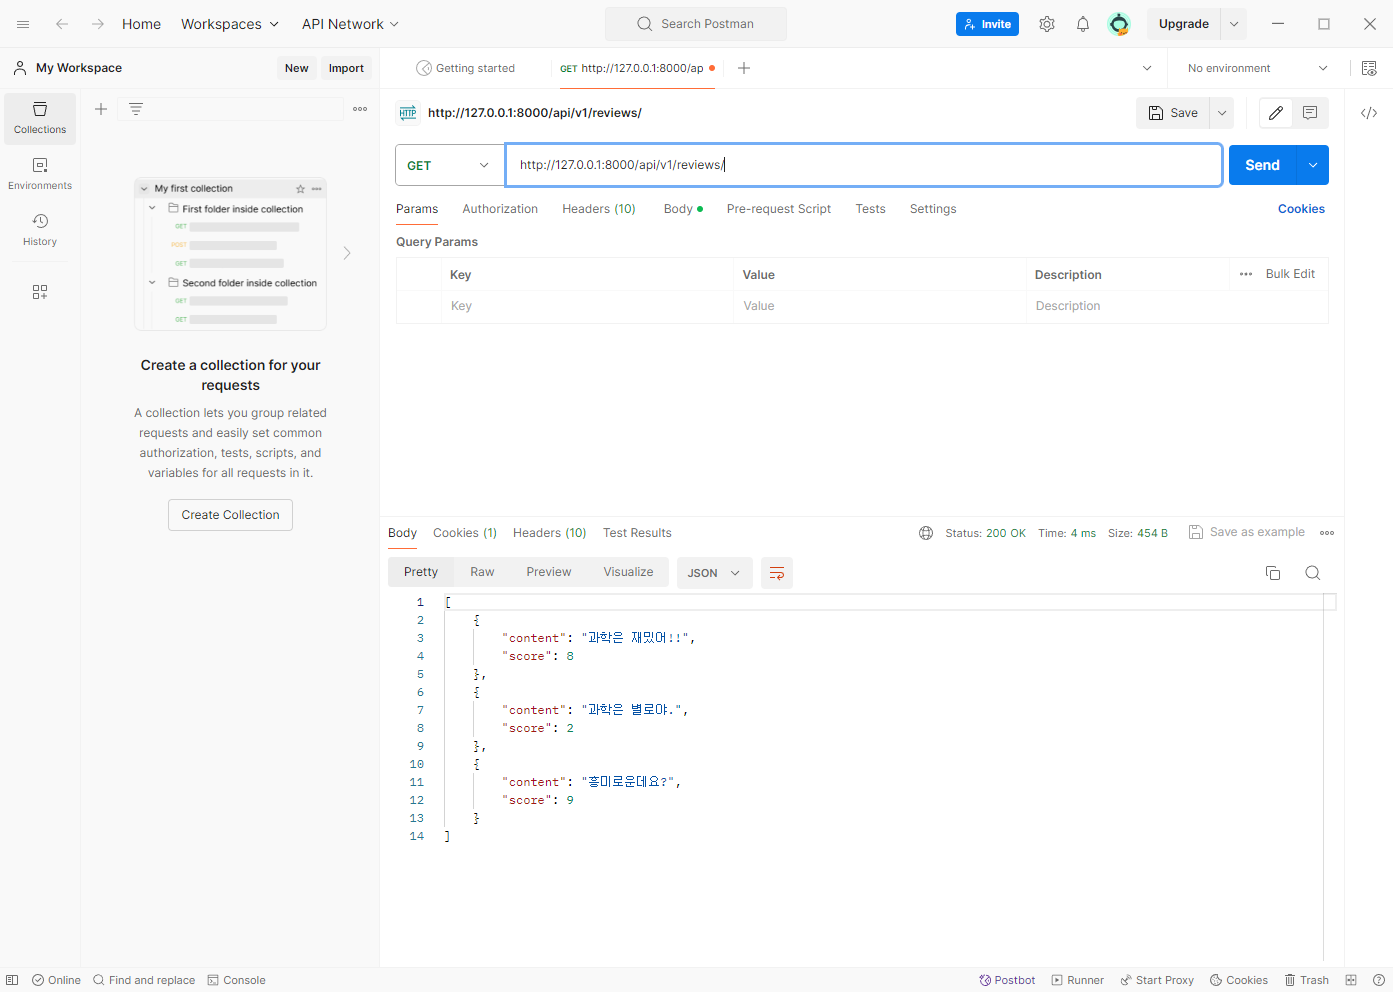 Home Workspaces API Network Search Postman Invite Upgrade
My Workspace New Import Getting started GET http://127.0.0.1:8000/ap No environment
Collections
Environments
History
My first collection
First folder inside collection
GET
POST
GET
Second folder inside collection
GET
GET
Create a collection for your
requests
A collection lets you group related
requests and easily set common
authorization, tests, scripts, and
variables for all requests in it.
Create Collection
HTTP http://127.0.0.1:8000/api/v1/reviews/ Save
GET http://127.0.0.1:8000/api/v1/reviews/ Send
Params Authorization Headers (10) Body Pre-request Script Tests Settings Cookies
Query Params
Key Value Description Bulk Edit
Key Value Description
Body Cookies (1) Headers (10) Test Results Status: 200 OK Time: 4 ms Size: 454 B Save as example
Pretty Raw Preview Visualize JSON
1 [
2 {
3 "content": "과학은 재밌어!!",
4 "score": 8
5 },
6 {
7 "content": "과학은 별로야.",
8 "score": 2
9 },
10 {
11 "content": "흥미로운데요?",
12 "score": 9
13 }
14 ]
Online Find and replace Console Postbot Runner Start Proxy Cookies Trash